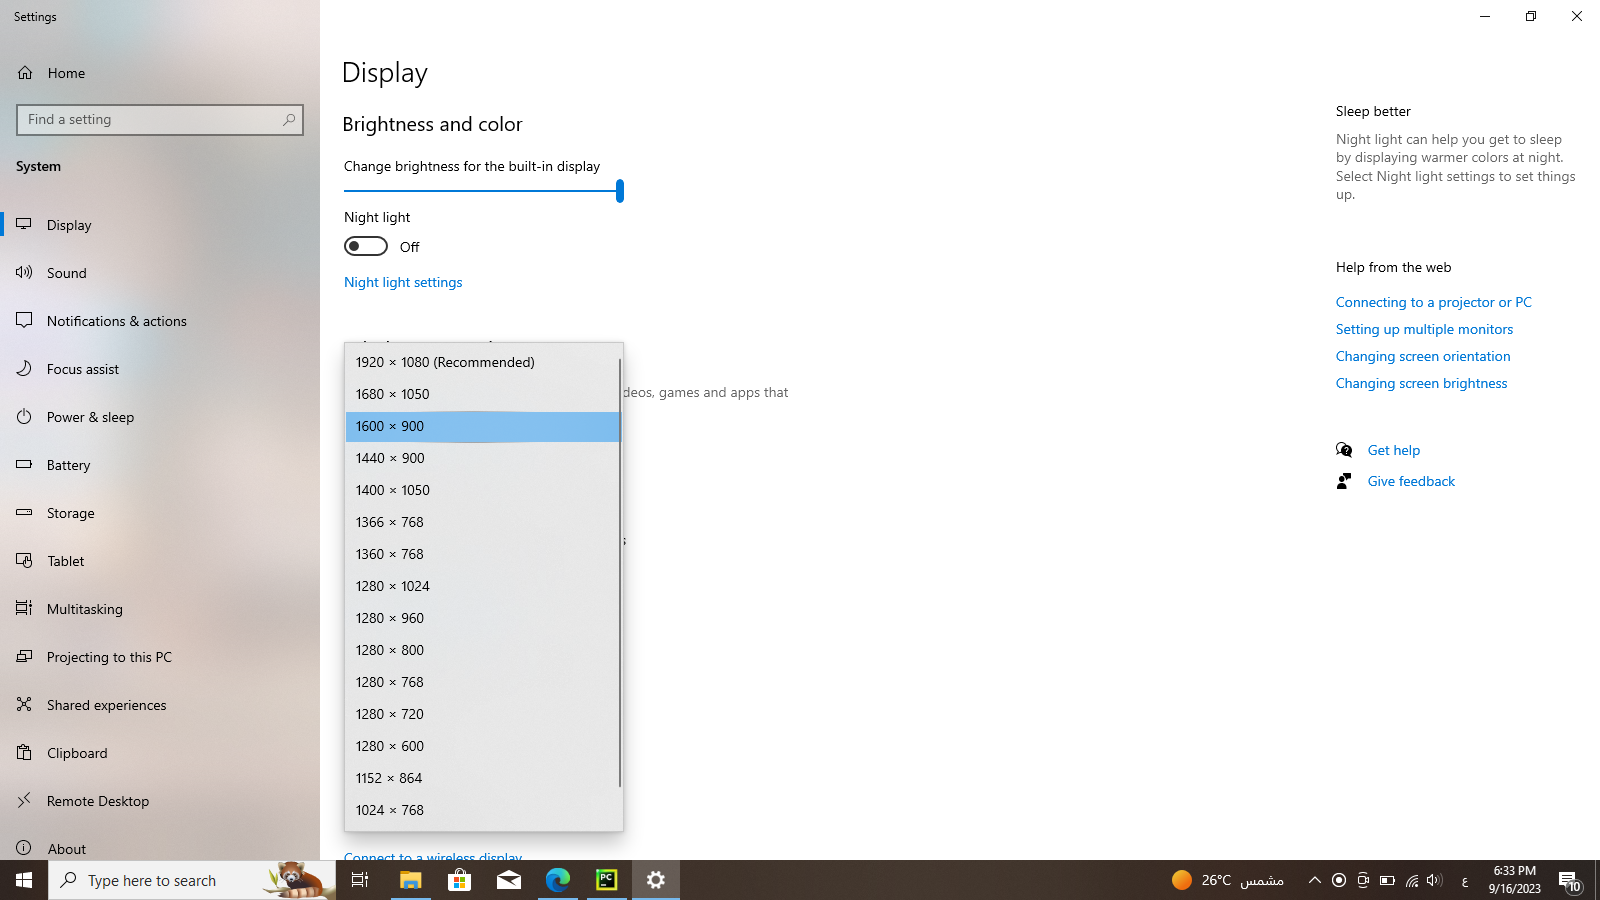 Settings
Home
Find a setting
System
Display
Sound
Notifications & actions
Focus assist
Power & sleep
Battery
Storage
Tablet
Multitasking
Projecting to this PC
Shared experiences
Clipboard
Remote Desktop
About
Display
Brightness and color
Change brightness for the built-in display
Night light
Off
Night light settings
1920 × 1080 (Recommended)
1680 × 1050
deos, games and apps that
1600 × 900
1440 × 900
1400 × 1050
1366 × 768
1360 × 768
1280 × 1024
1280 × 960
1280 × 800
1280 × 768
1280 × 720
1280 × 600
1152 × 864
1024 × 768
Connect to a wireless display
Sleep better
Night light can help you get to sleep
by displaying warmer colors at night.
Select Night light settings to set things
up.
Help from the web
Connecting to a projector or PC
Setting up multiple monitors
Changing screen orientation
Changing screen brightness
Get help
Give feedback
Type here to search
PC
26°C مشمس
ع
6:33 PM
9/16/2023
10